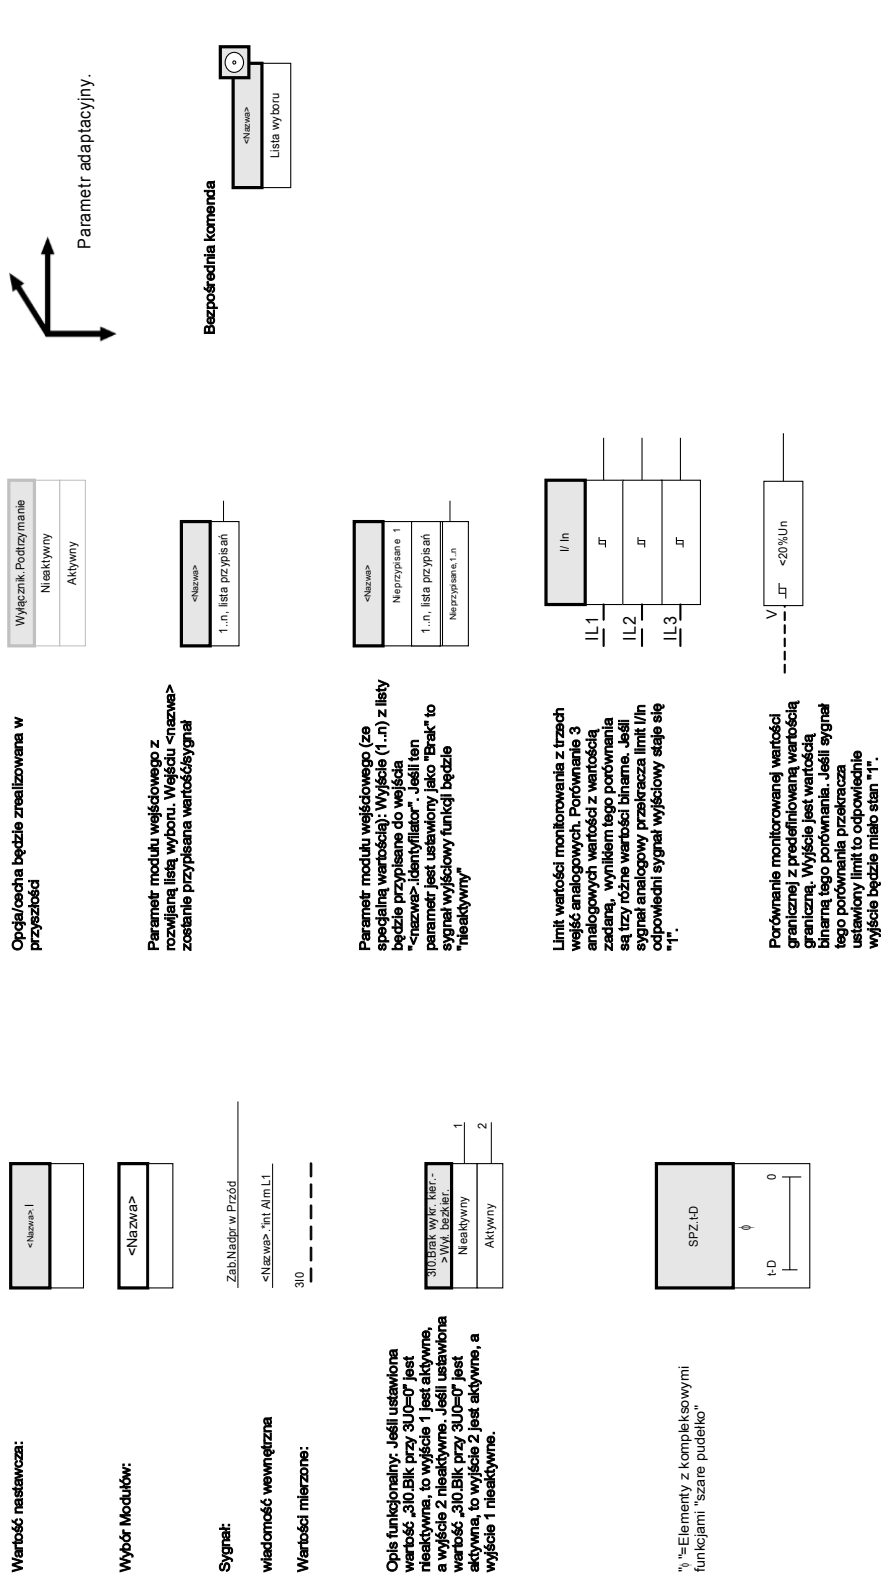 Wartość nastawcza:
<Nazwa>.I
Wybór Modułów:
<Nazwa>
Sygnał:
Zab.Nadpr w Przód
wiadomość wewnętrzna
<Nazwa>.*int Alm L1
Wartości mierzone:
3I0
Opis funkcjonalny: Jeśli ustawiona
wartość „3I0.Blk przy 3U0=0” jest
nieaktywna, to wyjście 1 jest aktywne,
a wyjście 2 nieaktywne. Jeśli ustawiona
wartość „3I0.Blk przy 3U0=0” jest
aktywna, to wyjście 2 jest aktywne, a
wyjście 1 nieaktywne.
3I0.Brak wykr. kier.-
>Wył. bezkier.
Nieaktywny
1
Aktywny
2
"ϕ"=Elementy z kompleksowymi
funkcjami "szare pudełko"
SPZ.t-D
ϕ
t-D
0
Opcja/cecha będzie zrealizowana w
przyszłości
Wyłącznik.Podtrzymanie
Nieaktywny
Aktywny
Parametr modułu wejściowego z
rozwijaną listą wyboru. Wejściu <nazwa>
zostanie przypisana wartość/sygnał
<Nazwa>
1..n, lista przypisań
Parametr modułu wejściowego (ze
specjalną wartością): Wyjście (1..n) z listy
będzie przypisane do wejścia
"<nazwa>.identyfilator". Jeśli ten
parametr jest ustawiony jako "Brak" to
sygnał wyjściowy funkcji będzie
"nieaktywny"
<Nazwa>
Nieprzypisane 1
1..n, lista przypisań
Nieprzypisane,1..n
Limit wartości monitorowania z trzech
wejść analogowych. Porównanie 3
analogowych wartości z wartością
zadaną, wynikiem tego porównania
są trzy różne wartości binarne. Jeśli
sygnał analogowy przekracza limit I/In
odpowiedni sygnał wyjściowy staje się
"1".
I/ In
IL1
IL2
IL3
Porównanie monitorowanej wartości
granicznej z predefiniowaną wartością
graniczną. Wyjście jest wartością
binarną tego porównania. Jeśli sygnał
tego porównania przekracza
ustawiony limit to odpowiednie
wyjście będzie miało stan "1".
V
<20%Un
Parametr adaptacyjny.
Bezpośrednia komenda
<Nazwa>
Lista wyboru